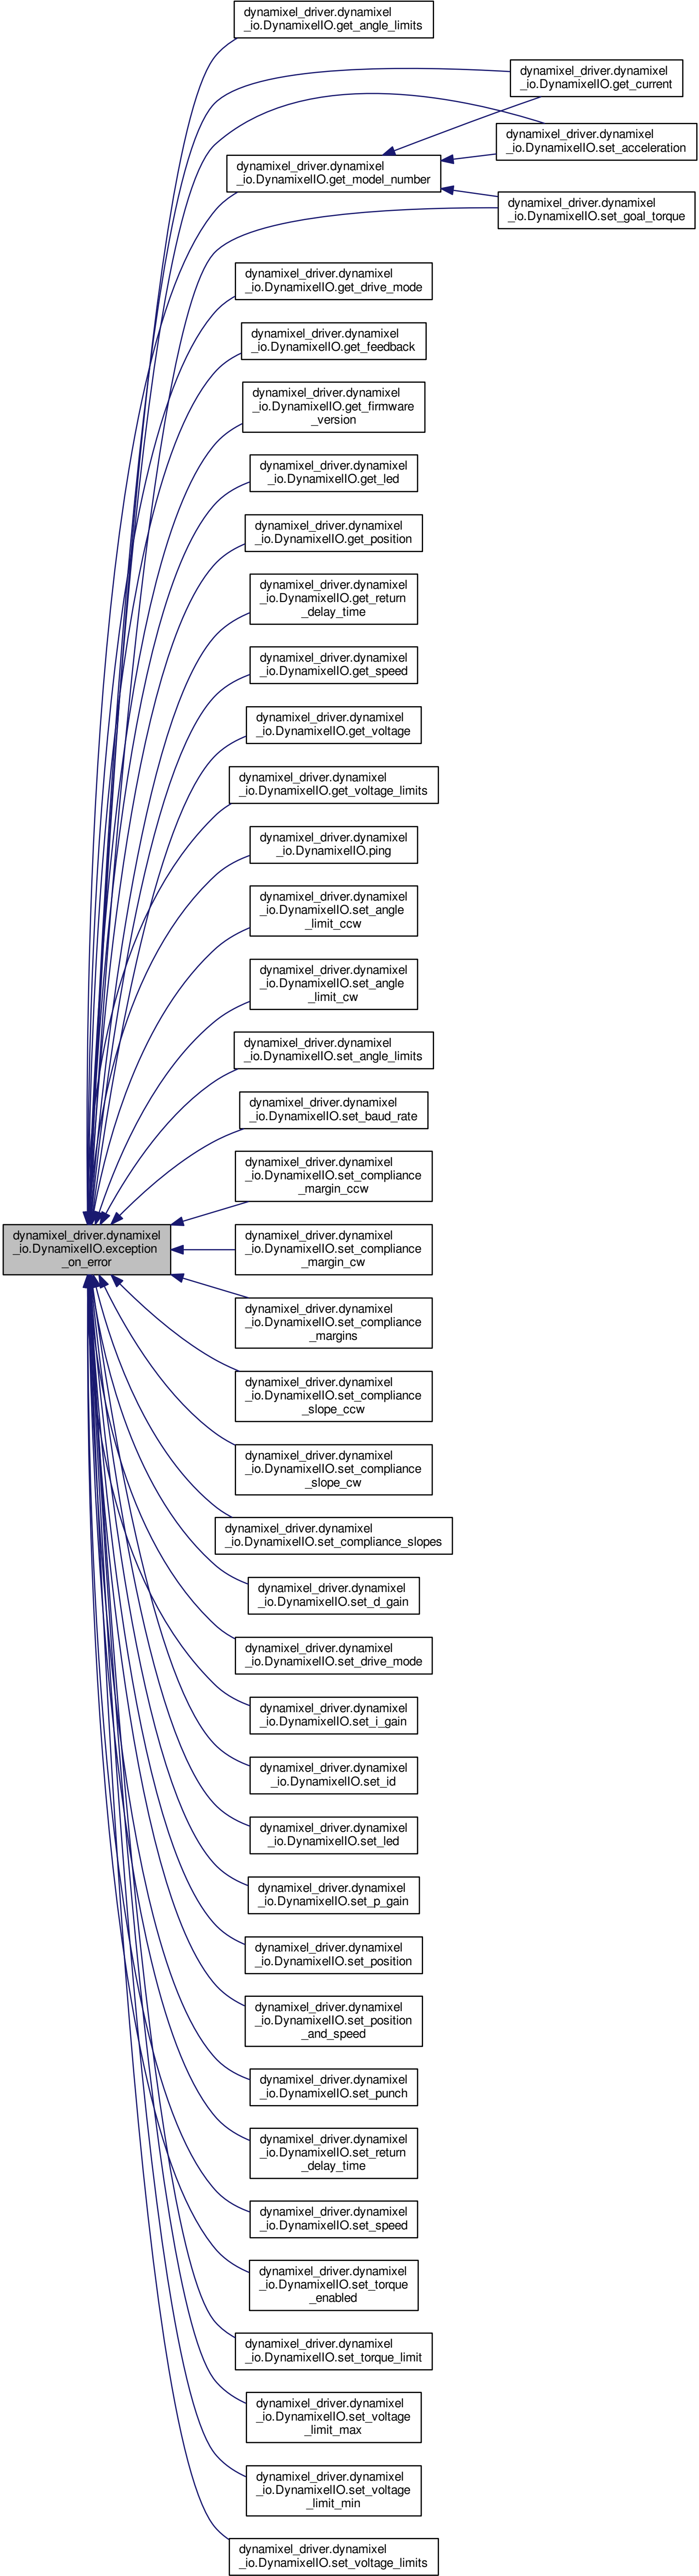 dynamixel_driver.dynamixel
_io.DynamixelIO.get_angle_limits
dynamixel_driver.dynamixel
_io.DynamixelIO.get_current
dynamixel_driver.dynamixel
_io.DynamixelIO.set_acceleration
dynamixel_driver.dynamixel
_io.DynamixelIO.get_model_number
dynamixel_driver.dynamixel
_io.DynamixelIO.set_goal_torque
dynamixel_driver.dynamixel
_io.DynamixelIO.get_drive_mode
dynamixel_driver.dynamixel
_io.DynamixelIO.get_feedback
dynamixel_driver.dynamixel
_io.DynamixelIO.get_firmware
_version
dynamixel_driver.dynamixel
_io.DynamixelIO.get_led
dynamixel_driver.dynamixel
_io.DynamixelIO.get_position
dynamixel_driver.dynamixel
_io.DynamixelIO.get_return
_delay_time
dynamixel_driver.dynamixel
_io.DynamixelIO.get_speed
dynamixel_driver.dynamixel
_io.DynamixelIO.get_voltage
dynamixel_driver.dynamixel
_io.DynamixelIO.get_voltage_limits
dynamixel_driver.dynamixel
_io.DynamixelIO.ping
dynamixel_driver.dynamixel
_io.DynamixelIO.set_angle
_limit_ccw
dynamixel_driver.dynamixel
_io.DynamixelIO.set_angle
_limit_cw
dynamixel_driver.dynamixel
_io.DynamixelIO.set_angle_limits
dynamixel_driver.dynamixel
_io.DynamixelIO.set_baud_rate
dynamixel_driver.dynamixel
_io.DynamixelIO.set_compliance
_margin_ccw
dynamixel_driver.dynamixel
_io.DynamixelIO.exception
_on_error
dynamixel_driver.dynamixel
_io.DynamixelIO.set_compliance
_margin_cw
dynamixel_driver.dynamixel
_io.DynamixelIO.set_compliance
_margins
dynamixel_driver.dynamixel
_io.DynamixelIO.set_compliance
_slope_ccw
dynamixel_driver.dynamixel
_io.DynamixelIO.set_compliance
_slope_cw
dynamixel_driver.dynamixel
_io.DynamixelIO.set_compliance_slopes
dynamixel_driver.dynamixel
_io.DynamixelIO.set_d_gain
dynamixel_driver.dynamixel
_io.DynamixelIO.set_drive_mode
dynamixel_driver.dynamixel
_io.DynamixelIO.set_i_gain
dynamixel_driver.dynamixel
_io.DynamixelIO.set_id
dynamixel_driver.dynamixel
_io.DynamixelIO.set_led
dynamixel_driver.dynamixel
_io.DynamixelIO.set_p_gain
dynamixel_driver.dynamixel
_io.DynamixelIO.set_position
dynamixel_driver.dynamixel
_io.DynamixelIO.set_position
_and_speed
dynamixel_driver.dynamixel
_io.DynamixelIO.set_punch
dynamixel_driver.dynamixel
_io.DynamixelIO.set_return
_delay_time
dynamixel_driver.dynamixel
_io.DynamixelIO.set_speed
dynamixel_driver.dynamixel
_io.DynamixelIO.set_torque
_enabled
dynamixel_driver.dynamixel
_io.DynamixelIO.set_torque_limit
dynamixel_driver.dynamixel
_io.DynamixelIO.set_voltage
_limit_max
dynamixel_driver.dynamixel
_io.DynamixelIO.set_voltage
_limit_min
dynamixel_driver.dynamixel
_io.DynamixelIO.set_voltage_limits